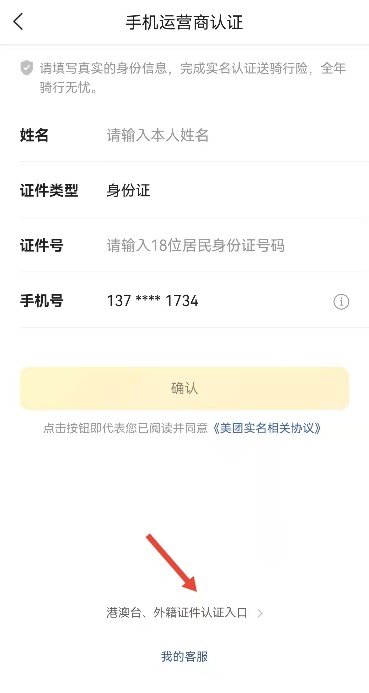 手机运营商认证
请填写真实的身份信息，完成实名认证送骑行险，全年
骑行无忧。
姓名 请输入本人姓名
证件类型 身份证
证件号 请输入18位居民身份证号码
手机号 137 **** 1734
确认
点击按钮即代表您已阅读并同意《美团实名相关协议》
港澳台、外籍证件认证入口
我的客服